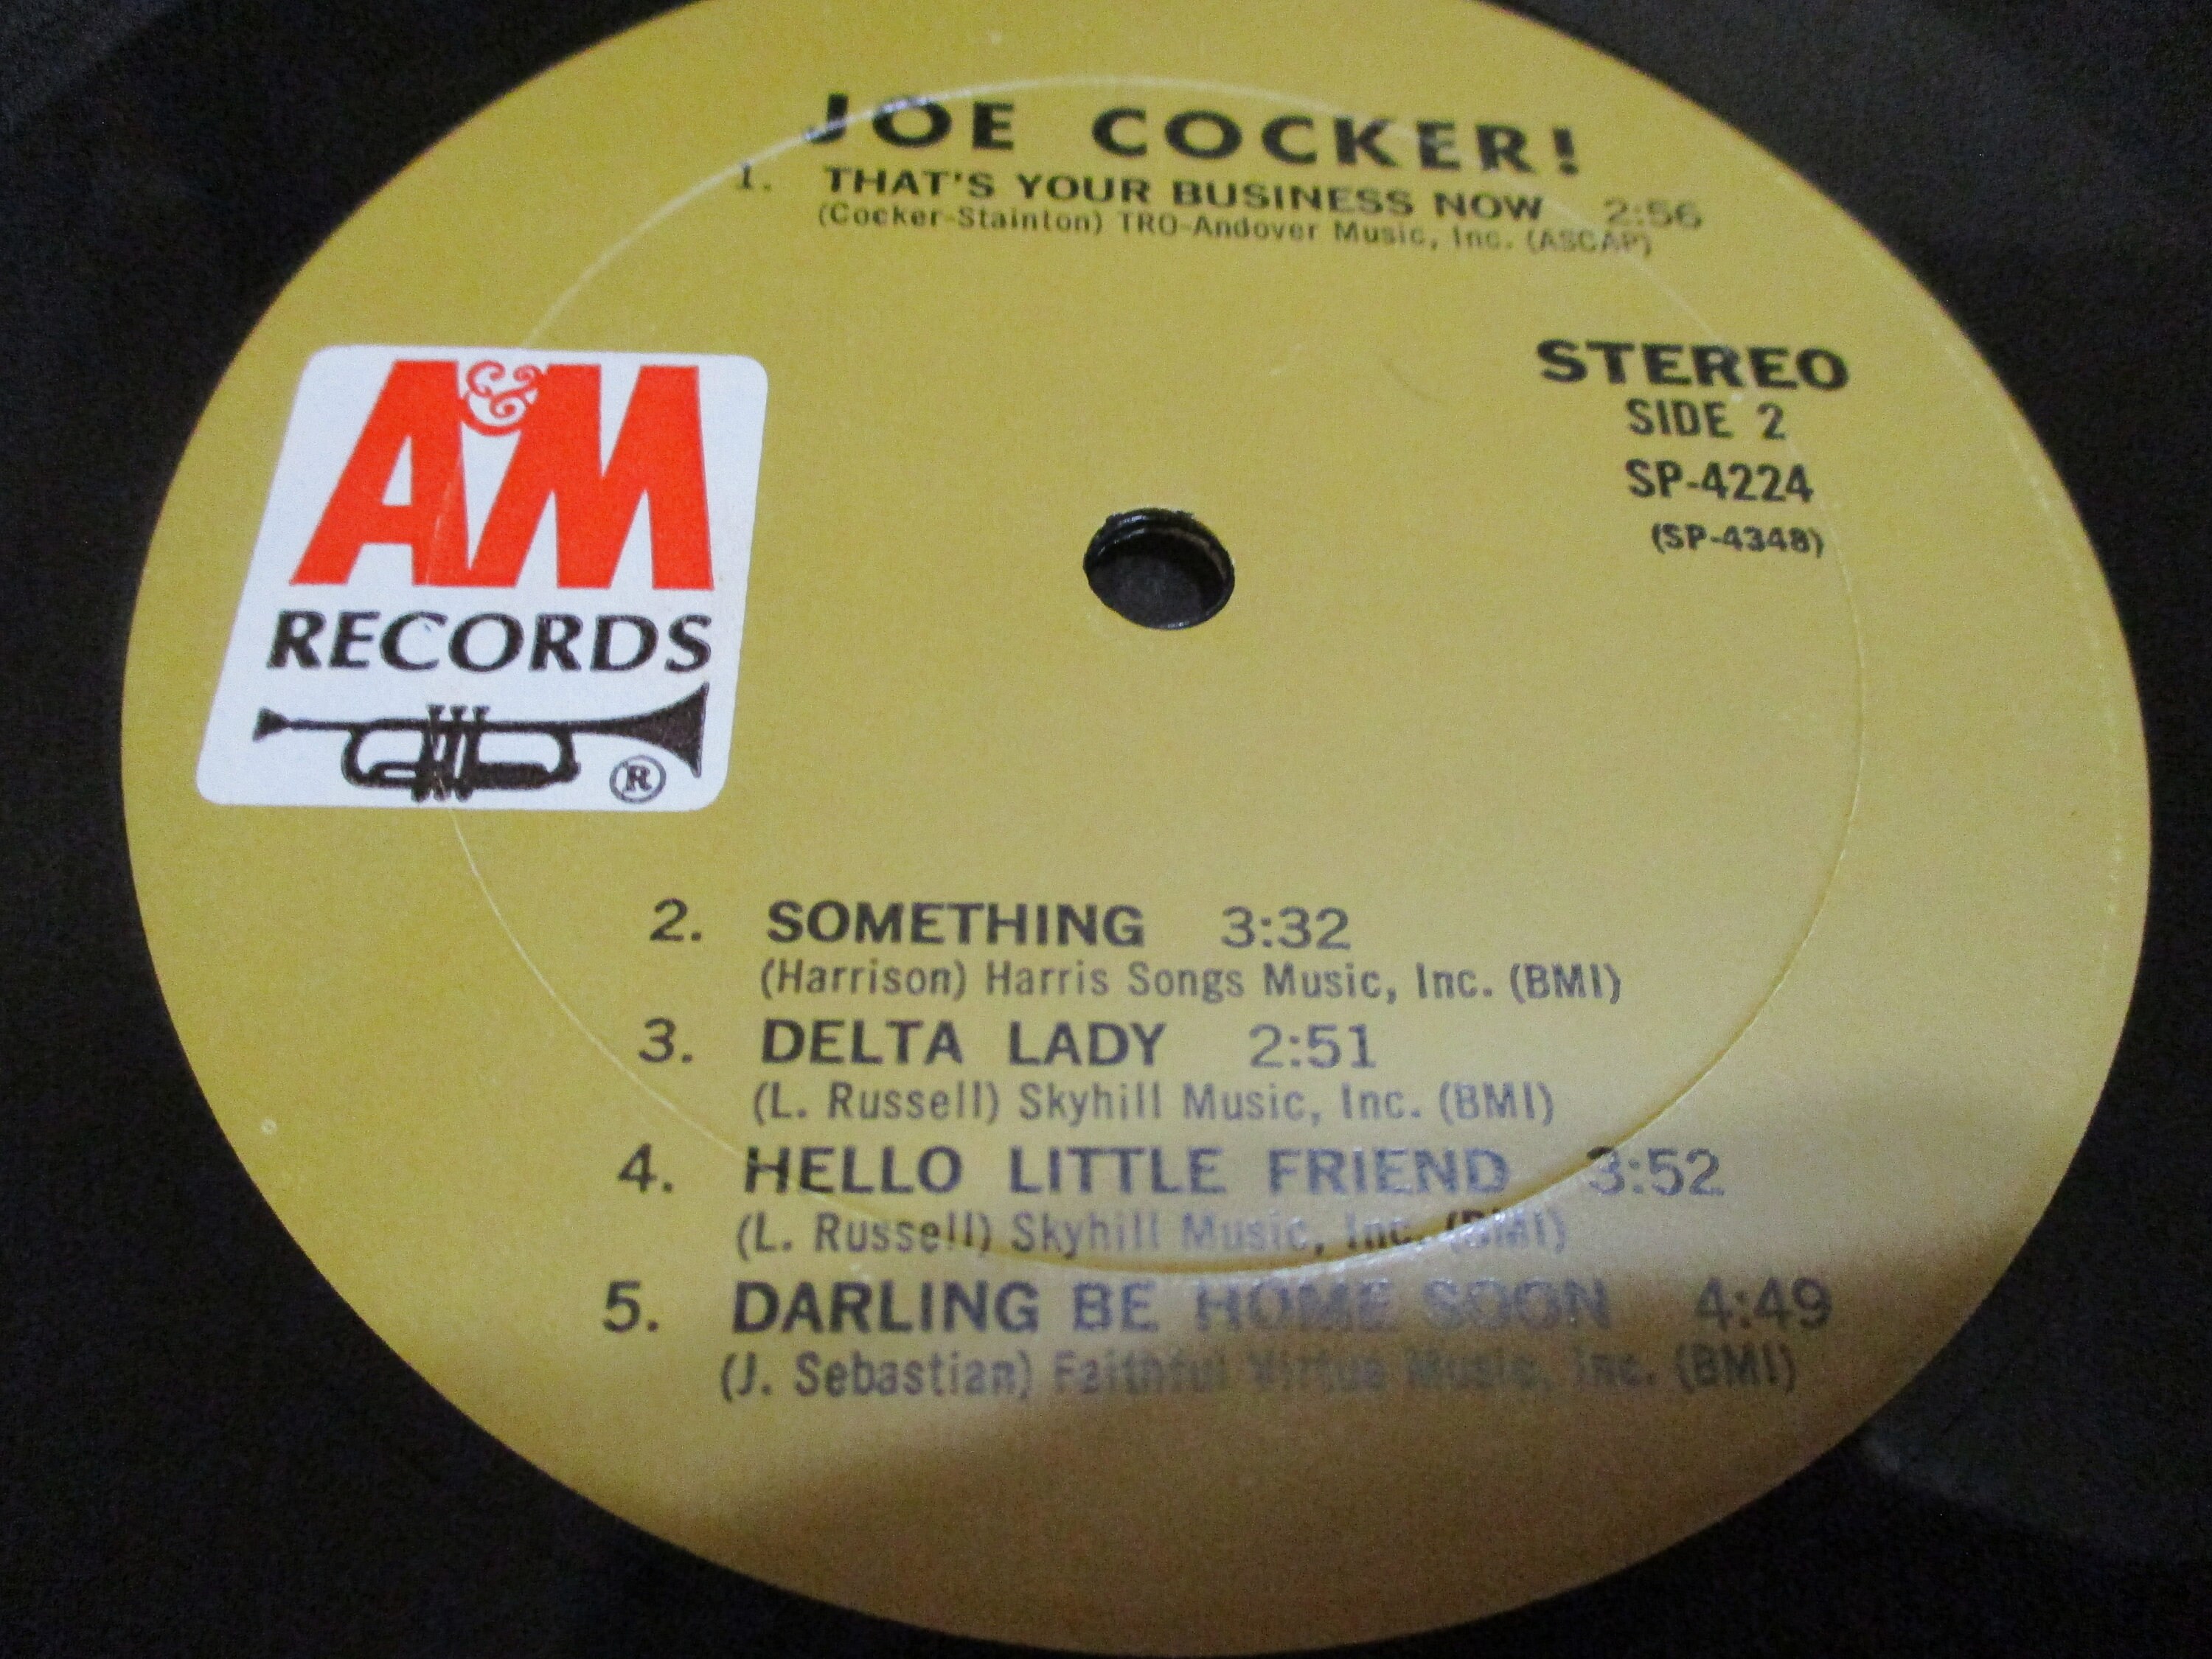 JOE COCKER!
1. THAT'S YOUR BUSINESS NOW 2:56
(Cocker-Stainton) TRO-Andover Music, Inc. (ASCAP)
A&M
RECORDS
®
STEREO
SIDE 2
SP-4224
(SP-4348)
2. SOMETHING 3:32
(Harrison) Harris Songs Music, Inc. (BMI)
3. DELTA LADY 2:51
(L. Russell) Skyhill Music, Inc. (BMI)
4. HELLO LITTLE FRIEND 3:52
(L. Russell) Skyhill Music, Inc. (BMI)
5. DARLING BE HOME SOON 4:49
(J. Sebastian) Faithful Virtue Music, Inc. (BMI)